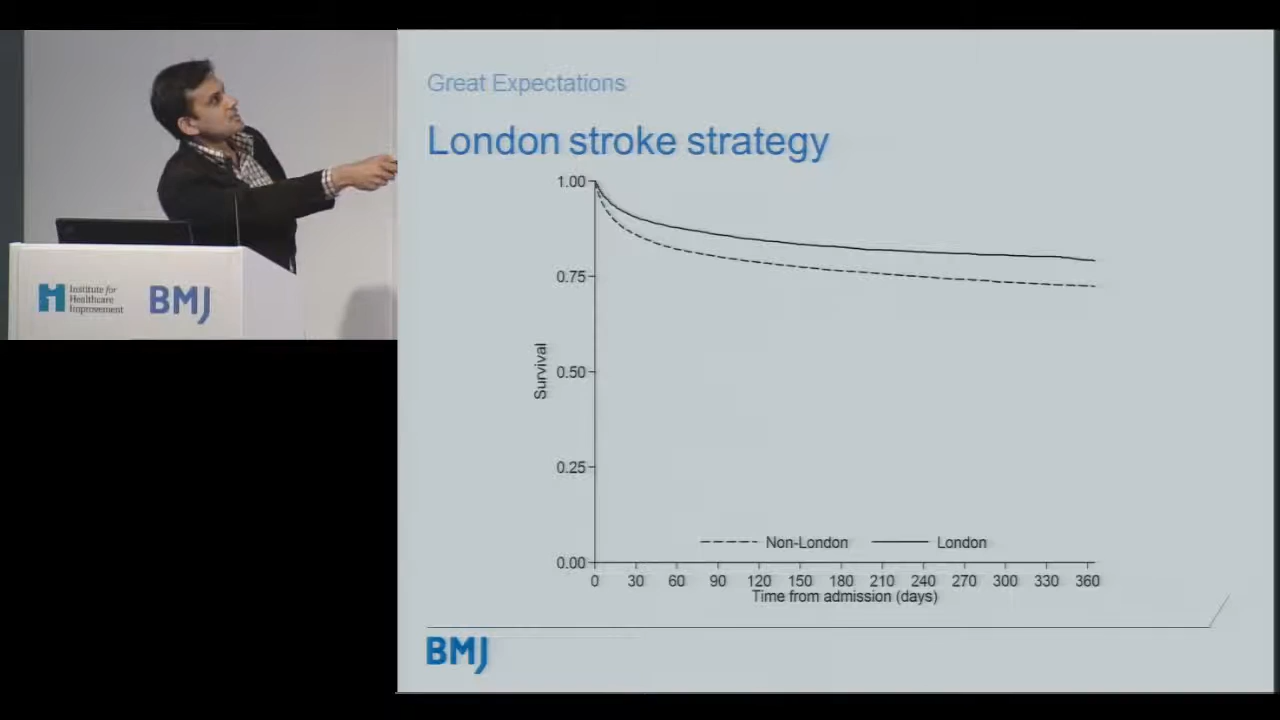 Great Expectations
London stroke strategy
1.00
0.75
0.50
0.25
0.00
Survival
Non-London London
0 30 60 90 120 150 180 210 240 270 300 330 360
Time from admission (days)
BMJ
Institute for
Healthcare
Improvement
BMJ